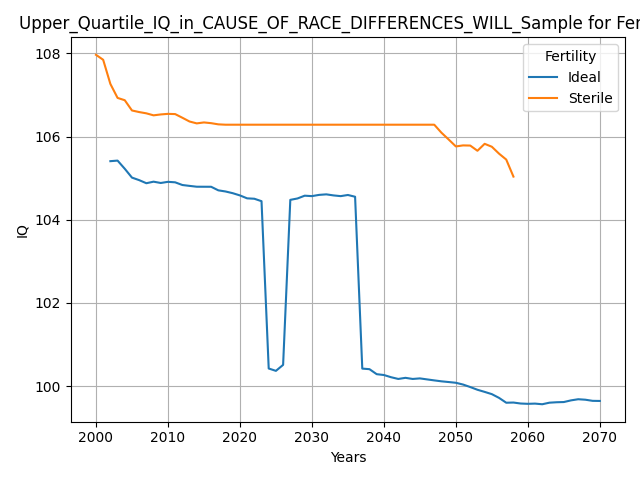 Upper_Quartile_IQ_in_CAUSE_OF_RACE_DIFFERENCES_WILL_Sample for Fer
108
106
104
102
100
IQ
Fertility
Ideal
Sterile
2000 2010 2020 2030 2040 2050 2060 2070
Years